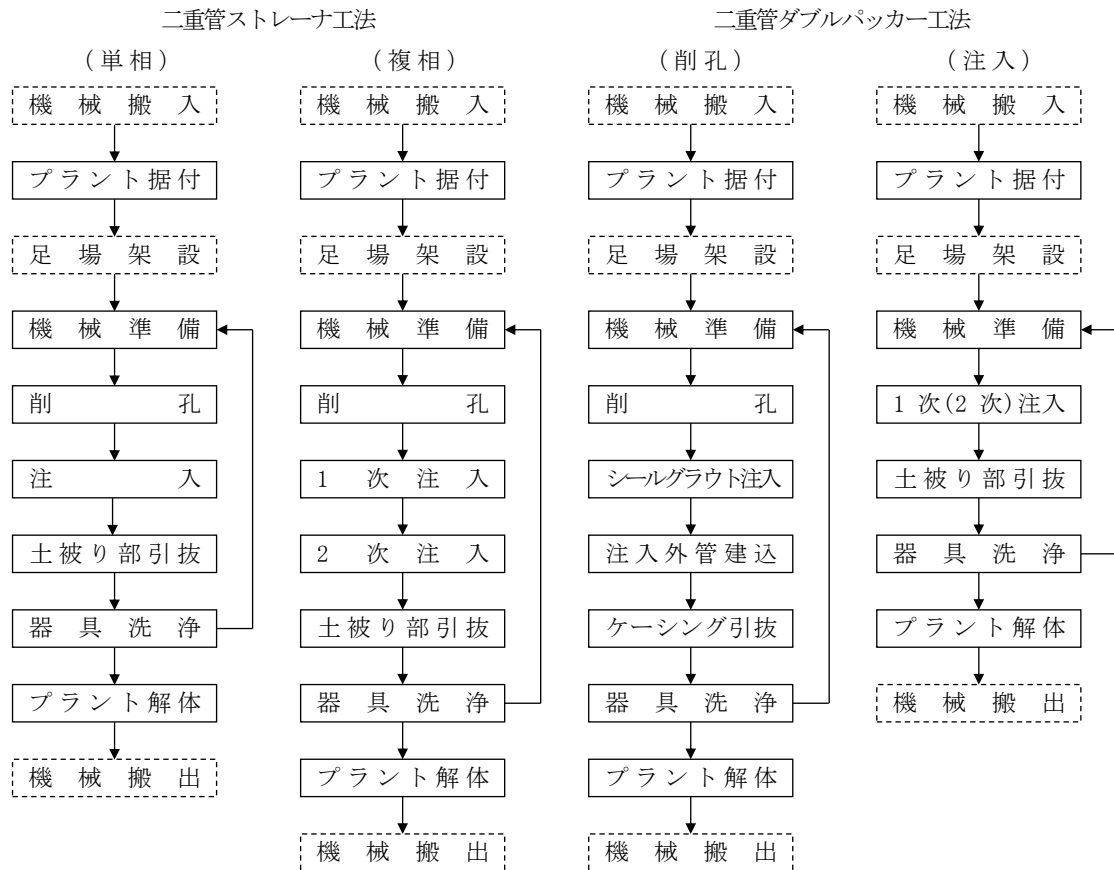 二重管ストレーナ工法
(単相)
機械搬入
プラント据付
足場架設
機械準備
削孔
注入
土被り部引抜
器具洗浄
プラント解体
機械搬出
(複相)
機械搬入
プラント据付
足場架設
機械準備
削孔
1次注入
2次注入
土被り部引抜
器具洗浄
プラント解体
機械搬出
二重管ダブルパッカー工法
(削孔)
機械搬入
プラント据付
足場架設
機械準備
削孔
シールグラウト注入
注入外管建込
ケーシング引抜
器具洗浄
プラント解体
機械搬出
(注入)
機械搬入
プラント据付
足場架設
機械準備
1次(2次)注入
土被り部引抜
器具洗浄
プラント解体
機械搬出